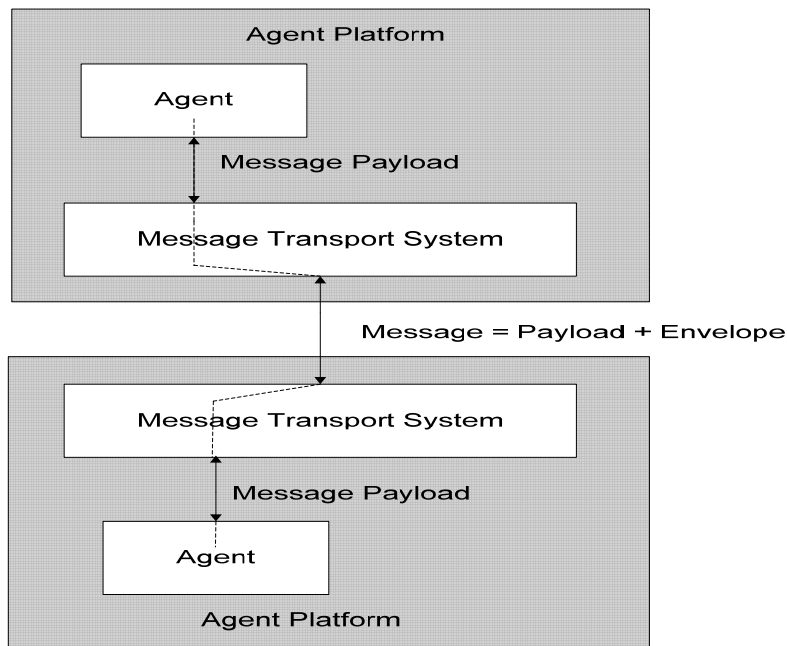 Agent Platform
Agent
Message Payload
Message Transport System
Message = Payload + Envelope
Message Transport System
Message Payload
Agent
Agent Platform